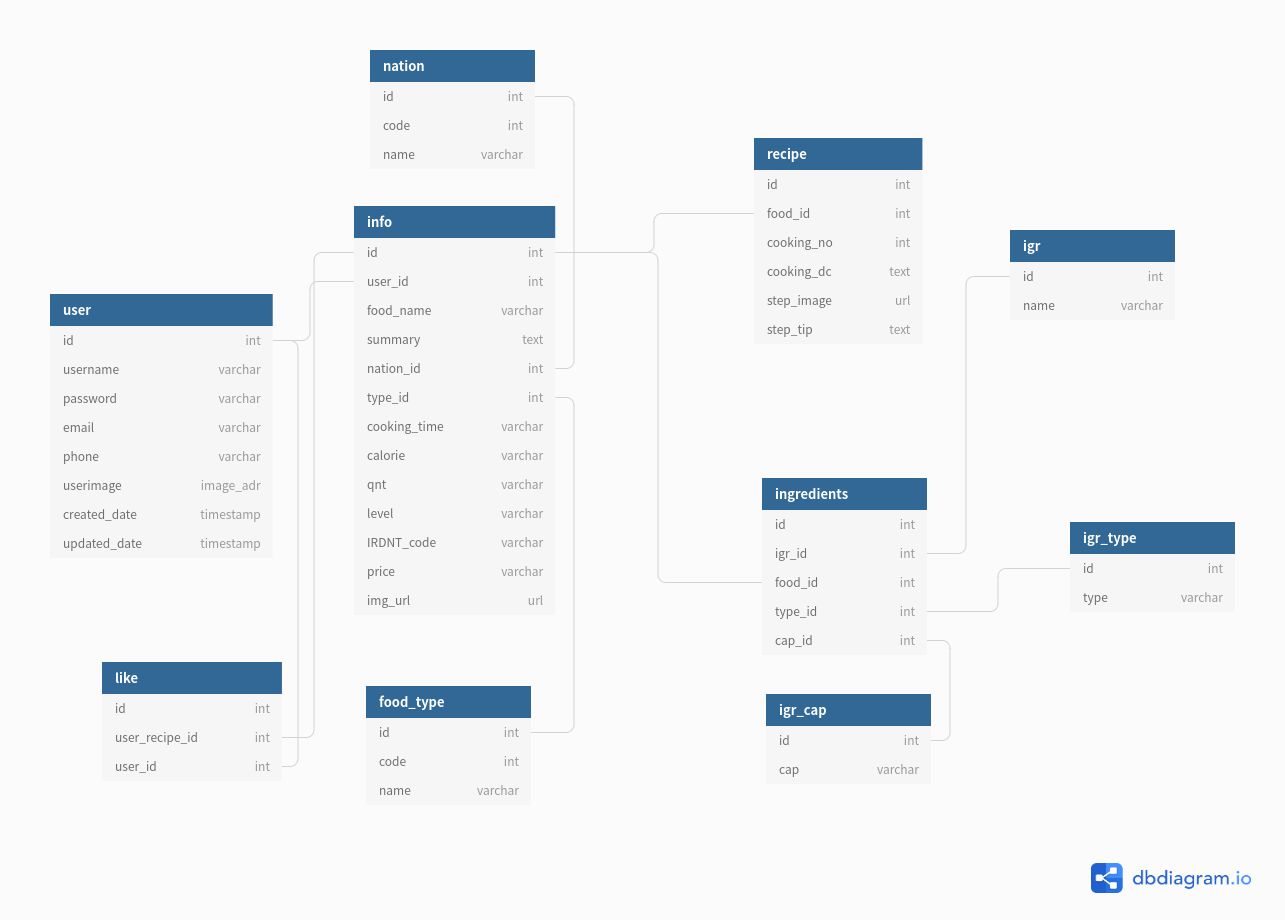 nation
id int
code int
name varchar
info
id int
user_id int
food_name varchar
summary text
nation_id int
type_id int
cooking_time varchar
calorie varchar
qnt varchar
level varchar
IRDNT_code varchar
price varchar
img_url url
user
id int
username varchar
password varchar
email varchar
phone varchar
userimage image_adr
created_date timestamp
updated_date timestamp
like
id int
user_recipe_id int
user_id int
food_type
id int
code int
name varchar
recipe
id int
food_id int
cooking_no int
cooking_dc text
step_image url
step_tip text
igr
id int
name varchar
ingredients
id int
igr_id int
food_id int
type_id int
cap_id int
igr_type
id int
type varchar
igr_cap
id int
cap varchar
dbdiagram.io